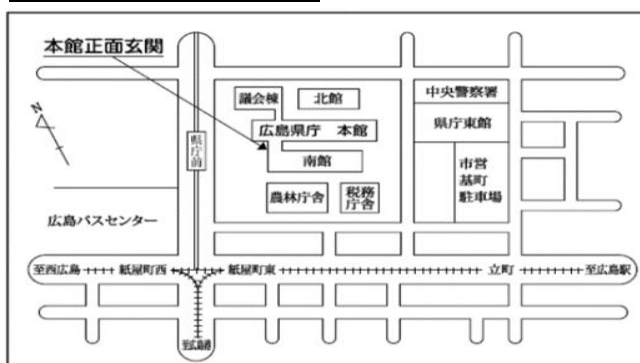 本館正面玄関
議会棟
北館
中央警察署
広島県庁 本館
県庁東館
N
県庁前
南館
市営
基町
駐車場
農林庁舎
税務
庁舎
広島バスセンター
至西広島
紙屋町西
紙屋町東
立町
至広島駅
至広島港